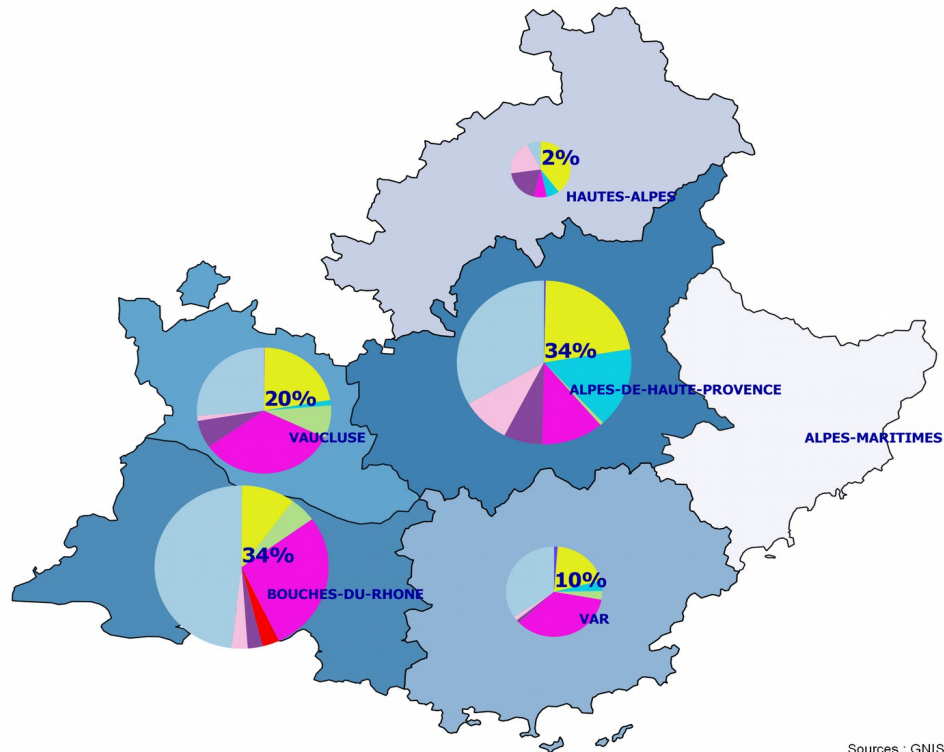 2%
HAUTES-ALPES
34%
ALPES-DE-HAUTE-PROVENCE
20%
VAUCLUSE
ALPES-MARITIMES
34%
BOUCHES-DU-RHONE
10%
VAR
Sources : GNIS